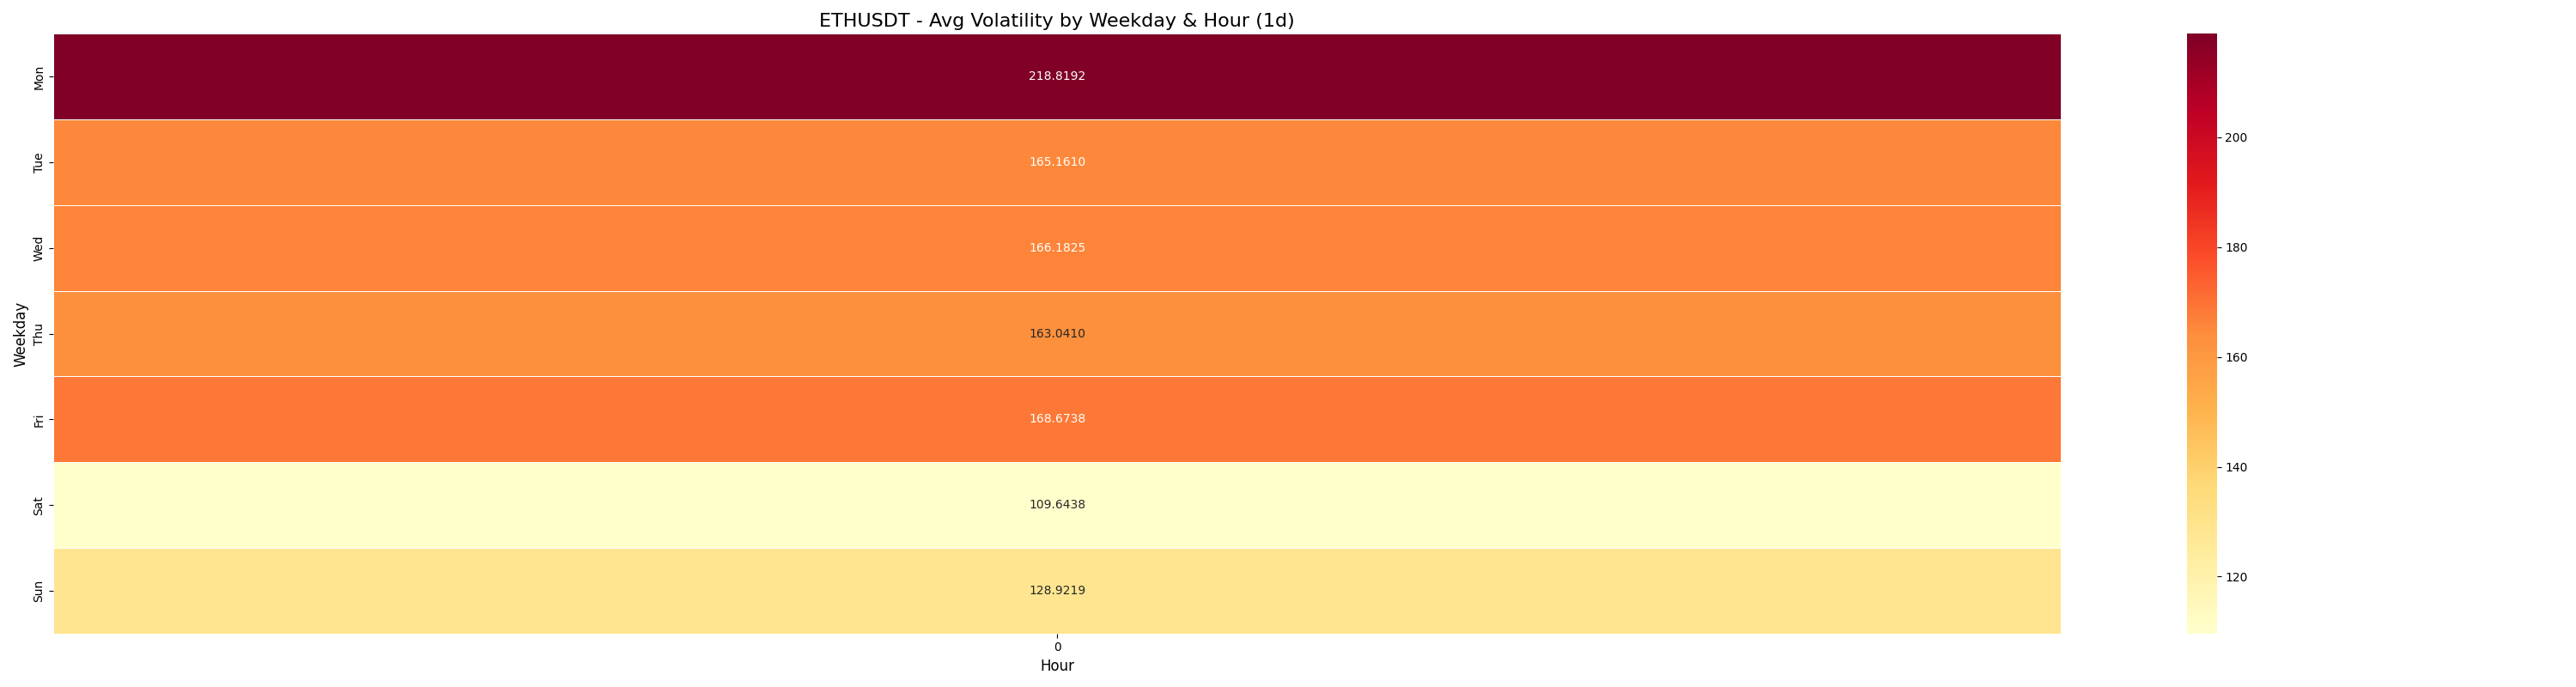 ETHUSDT - Avg Volatility by Weekday & Hour (1d)
Weekday
Mon
218.8192
Tue
165.1610
Wed
166.1825
Thu
163.0410
Fri
168.6738
Sat
109.6438
Sun
128.9219
0
Hour
200
180
160
140
120